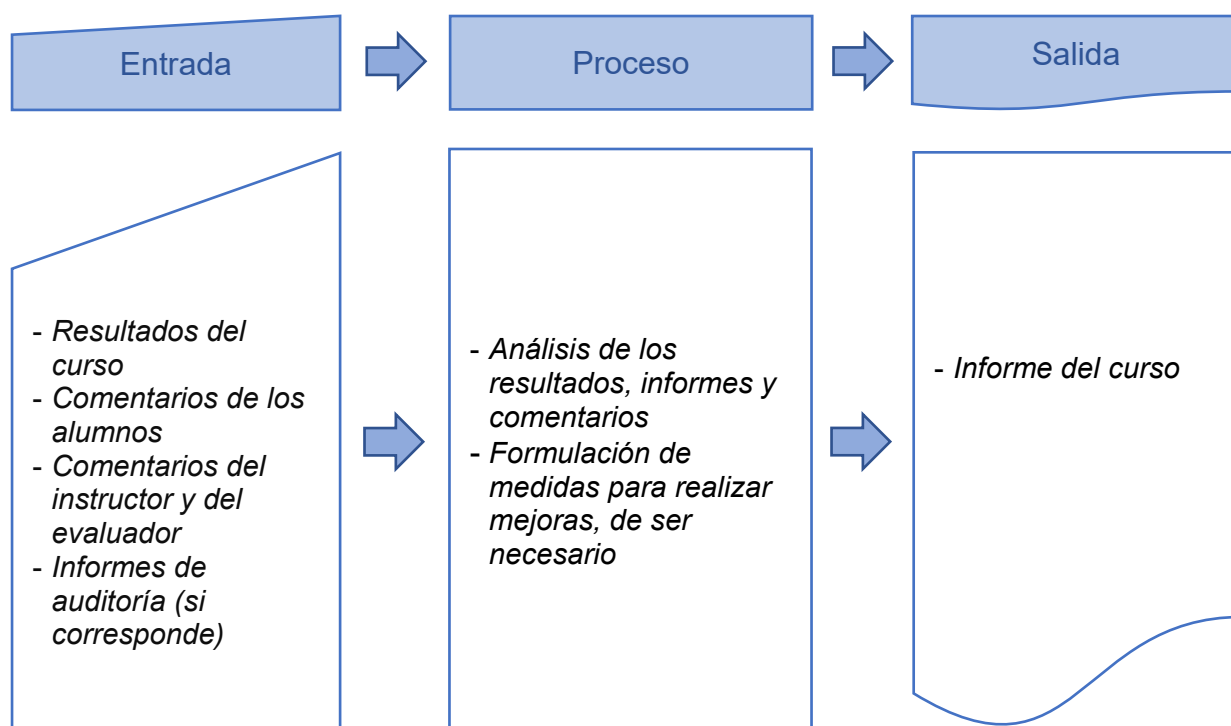 Entrada
Proceso
Salida
- Resultados del
curso
- Comentarios de los
alumnos
- Comentarios del
instructor y del
evaluador
- Informes de
auditoría (si
corresponde)
- Análisis de los
resultados, informes y
comentarios
- Formulación de
medidas para realizar
mejoras, de ser
necesario
- Informe del curso